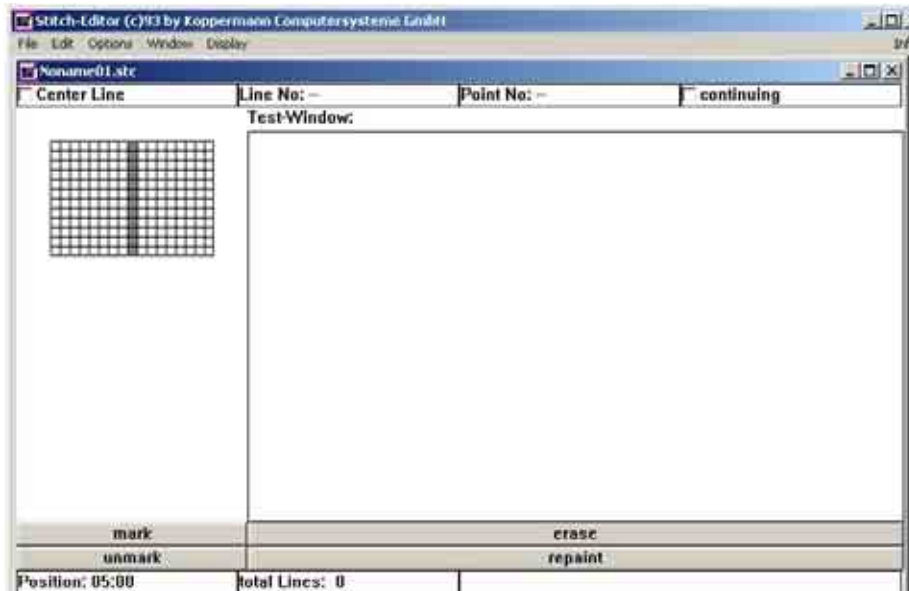 Stitch-Editor (c)93 by Koppermann Computersysteme GmbH
File Edit Options Window Display Inf
Noname01.stc
Center Line Line No: -- Point No: -- continuing
Test-Window:
mark erase
unmark repaint
Position: 05:00 total Lines: 0